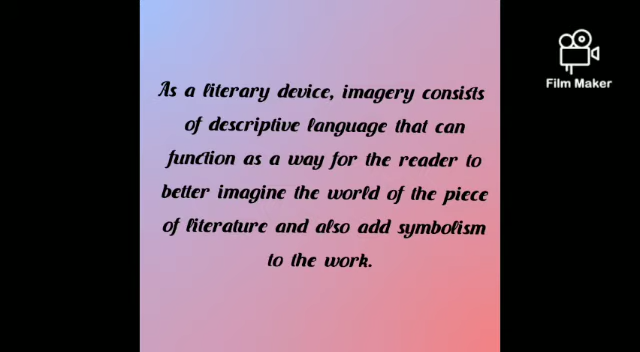 As a literary device, imagery consists
of descriptive language that can
function as a way for the reader to
better imagine the world of the piece
of literature and also add symbolism
to the work.
Film Maker